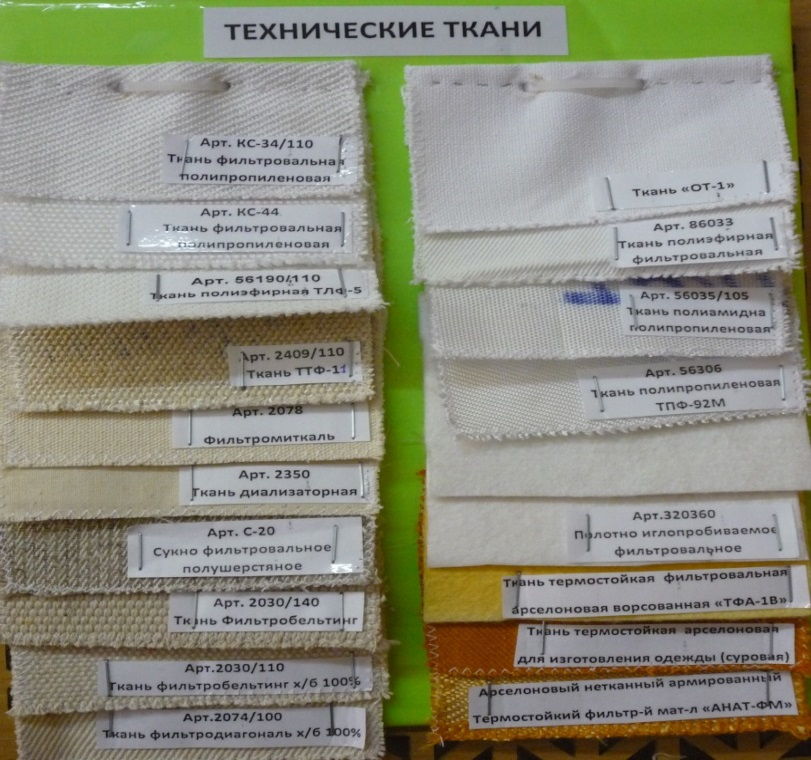 ТЕХНИЧЕСКИЕ ТКАНИ
Арт. КС-34/110
Ткань фильтровальная
полипропиленовая
Арт. КС-44
Ткань фильтровальная
полипропиленовая
Арт. 56190/110
Ткань полиэфирная ТЛФ-5
Арт. 2409/110
Ткань ТТФ-11
Арт. 2078
Фильтромиткаль
Арт. 2350
Ткань диализаторная
Арт. С-20
Сукно фильтровальное
полушерстяное
Арт. 2030/140
Ткань Фильтробельтинг
Арт.2030/110
Ткань фильтробельтинг х/б 100%
Арт.2074/100
Ткань фильтродиагональ х/б 100%
Ткань «ОТ-1»
Арт. 86033
Ткань полиэфирная
фильтровальная
Арт. 56035/105
Ткань полиамидна
полипропиленовая
Арт. 56306
Ткань полипропиленовая
ТПФ-92М
Арт.320360
Полотно иглопробиваемое
фильтровальное
Ткань термостойкая фильтровальная
арселоновая ворсованная «ТФА-1В»
Ткань термостойкая арселоновая
для изготовления одежды (суровая)
Арселоновый нетканный армированный
Термостойкий фильтр-й мат-л «АНАТ-ФМ»